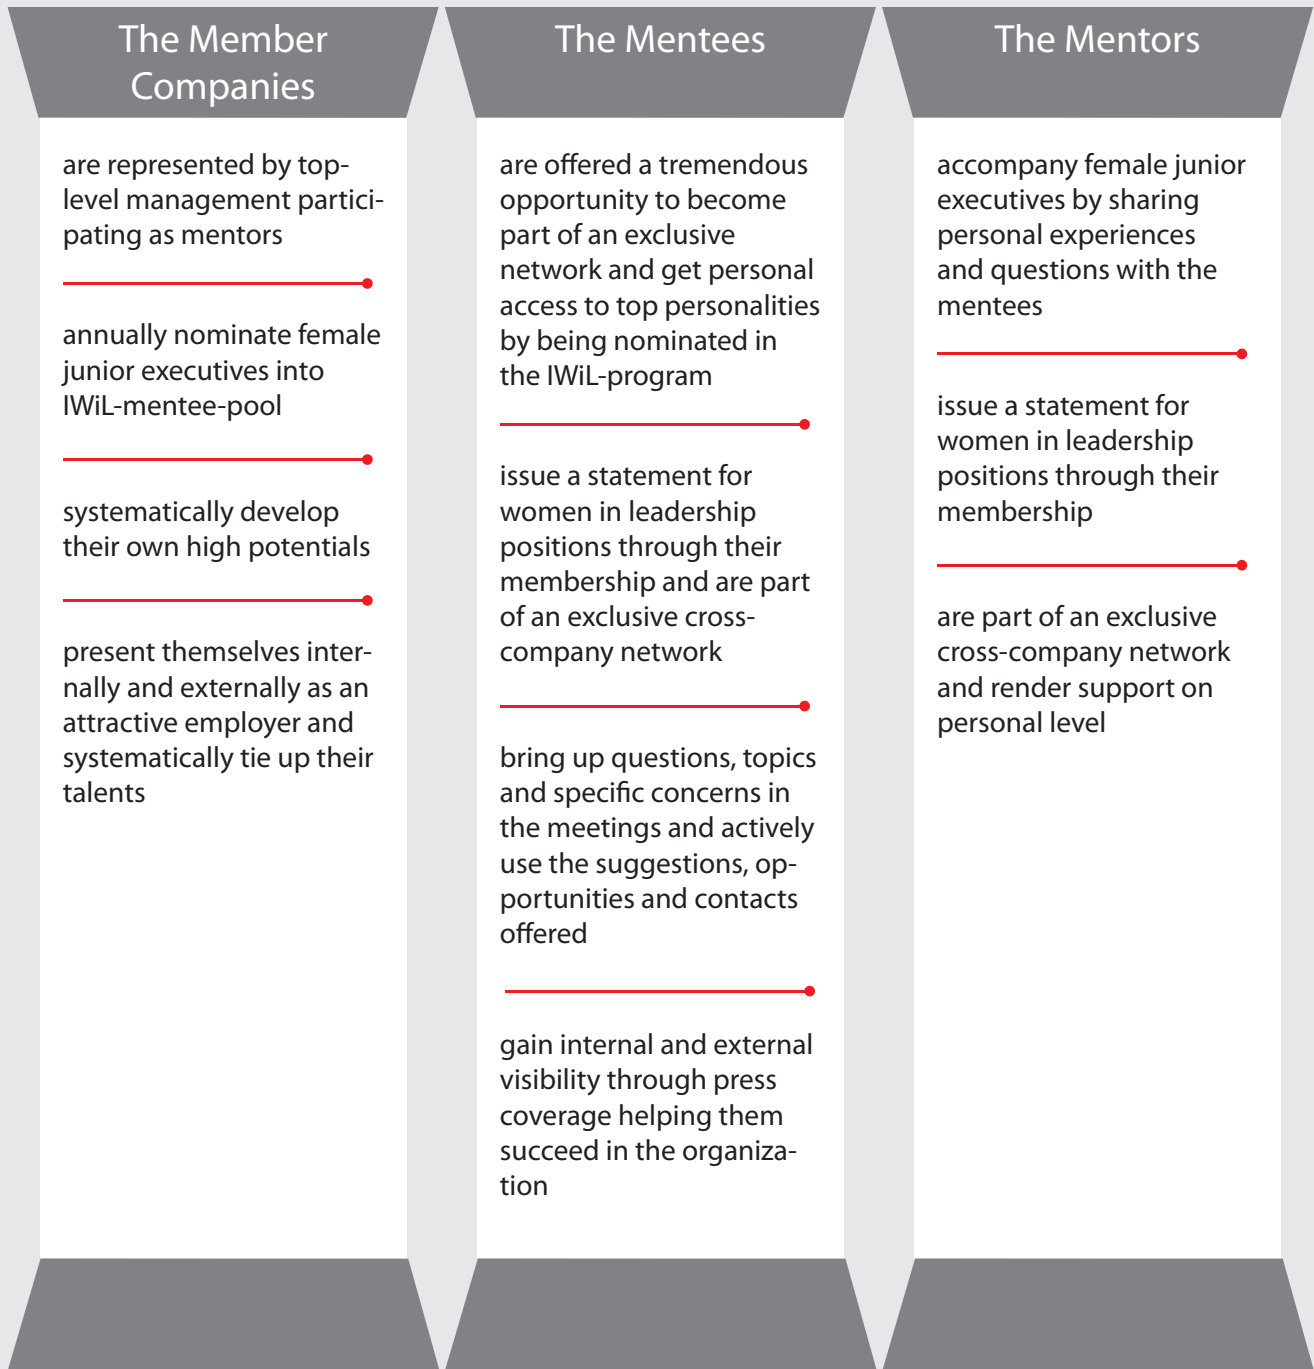 The Member
Companies
are represented by top-
level management partici-
pating as mentors
annually nominate female
junior executives into
IWiL-mentee-pool
systematically develop
their own high potentials
present themselves inter-
nally and externally as an
attractive employer and
systematically tie up their
talents
The Mentees
are offered a tremendous
opportunity to become
part of an exclusive
network and get personal
access to top personalities
by being nominated in
the IWiL-program
issue a statement for
women in leadership
positions through their
membership and are part
of an exclusive cross-
company network
bring up questions, topics
and specific concerns in
the meetings and actively
use the suggestions, op-
portunities and contacts
offered
gain internal and external
visibility through press
coverage helping them
succeed in the organiza-
tion
The Mentors
accompany female junior
executives by sharing
personal experiences
and questions with the
mentees
issue a statement for
women in leadership
positions through their
membership
are part of an exclusive
cross-company network
and render support on
personal level